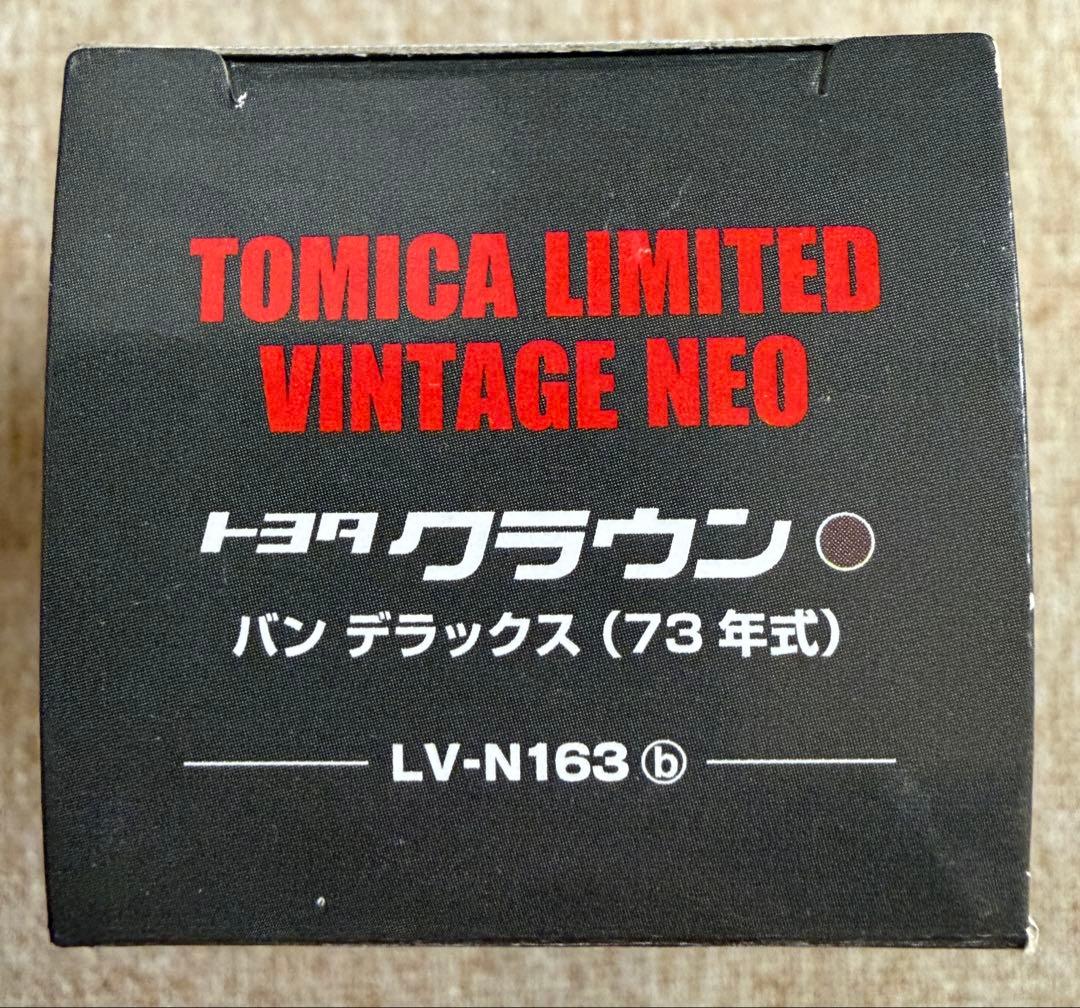 TOMICA LIMITED
VINTAGE NEO
トヨタ クラウン
バン デラックス（73 年式）
LV-N163 ⓑ